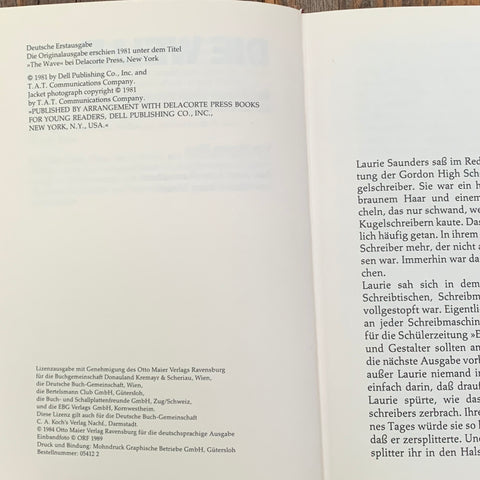 Deutsche Erstausgabe
Die Originalausgabe erschien 1981 unter dem Titel
»The Wave« bei Delacorte Press, New York
© 1981 by Dell Publishing Co., Inc. and
T.A.T. Communications Company.
Jacket photograph copyright © 1981
by T.A.T. Communications Company.
»PUBLISHED BY ARRANGEMENT WITH DELACORTE PRESS BOOKS
FOR YOUNG READERS, DELL PUBLISHING CO., INC.,
NEW YORK, N.Y., USA.«
Lizenzausgabe mit Genehmigung des Otto Maier Verlags Ravensburg
für die Buchgemeinschaft Donauland Kremayr & Scheriau, Wien,
die Deutsche Buch-Gemeinschaft, Wien,
die Bertelsmann Club GmbH, Gütersloh,
die Buch- und Schallplattenfreunde GmbH, Zug/Schweiz,
und die EBG Verlags GmbH, Kornwestheim.
Diese Lizenz gilt auch für die Deutsche Buch-Gemeinschaft
C. A. Koch's Verlag Nachf., Darmstadt.
© 1984 Otto Maier Verlag Ravensburg für die deutschsprachige Ausgabe
Einbandfoto © ORF 1989
Druck und Bindung: Mohndruck Graphische Betriebe GmbH, Gütersloh
Bestellnummer: 05412 2
Laurie Saunders saß im Red
tung der Gordon High Sch
gelschreiber. Sie war ein h
braunem Haar und einem
cheln, das nur schwand, we
Kugelschreibern kaute. Das
lich häufig getan. In ihrem
Schreiber mehr, der nicht a
sen war. Immerhin war da
chen.
Laurie sah sich in dem
Schreibtischen, Schreibm
vollgestopft war. Eigentlic
an jeder Schreibmaschin
für die Schülerzeitung »E
und Gestalter sollten an
die nächste Ausgabe vorb
außer Laurie niemand in
einfach darin, daß drauß
Laurie spürte, wie das
schreibers zerbrach. Ihre
nes Tages würde sie so l
daß er zersplitterte. Und
splitter ihr in den Hals